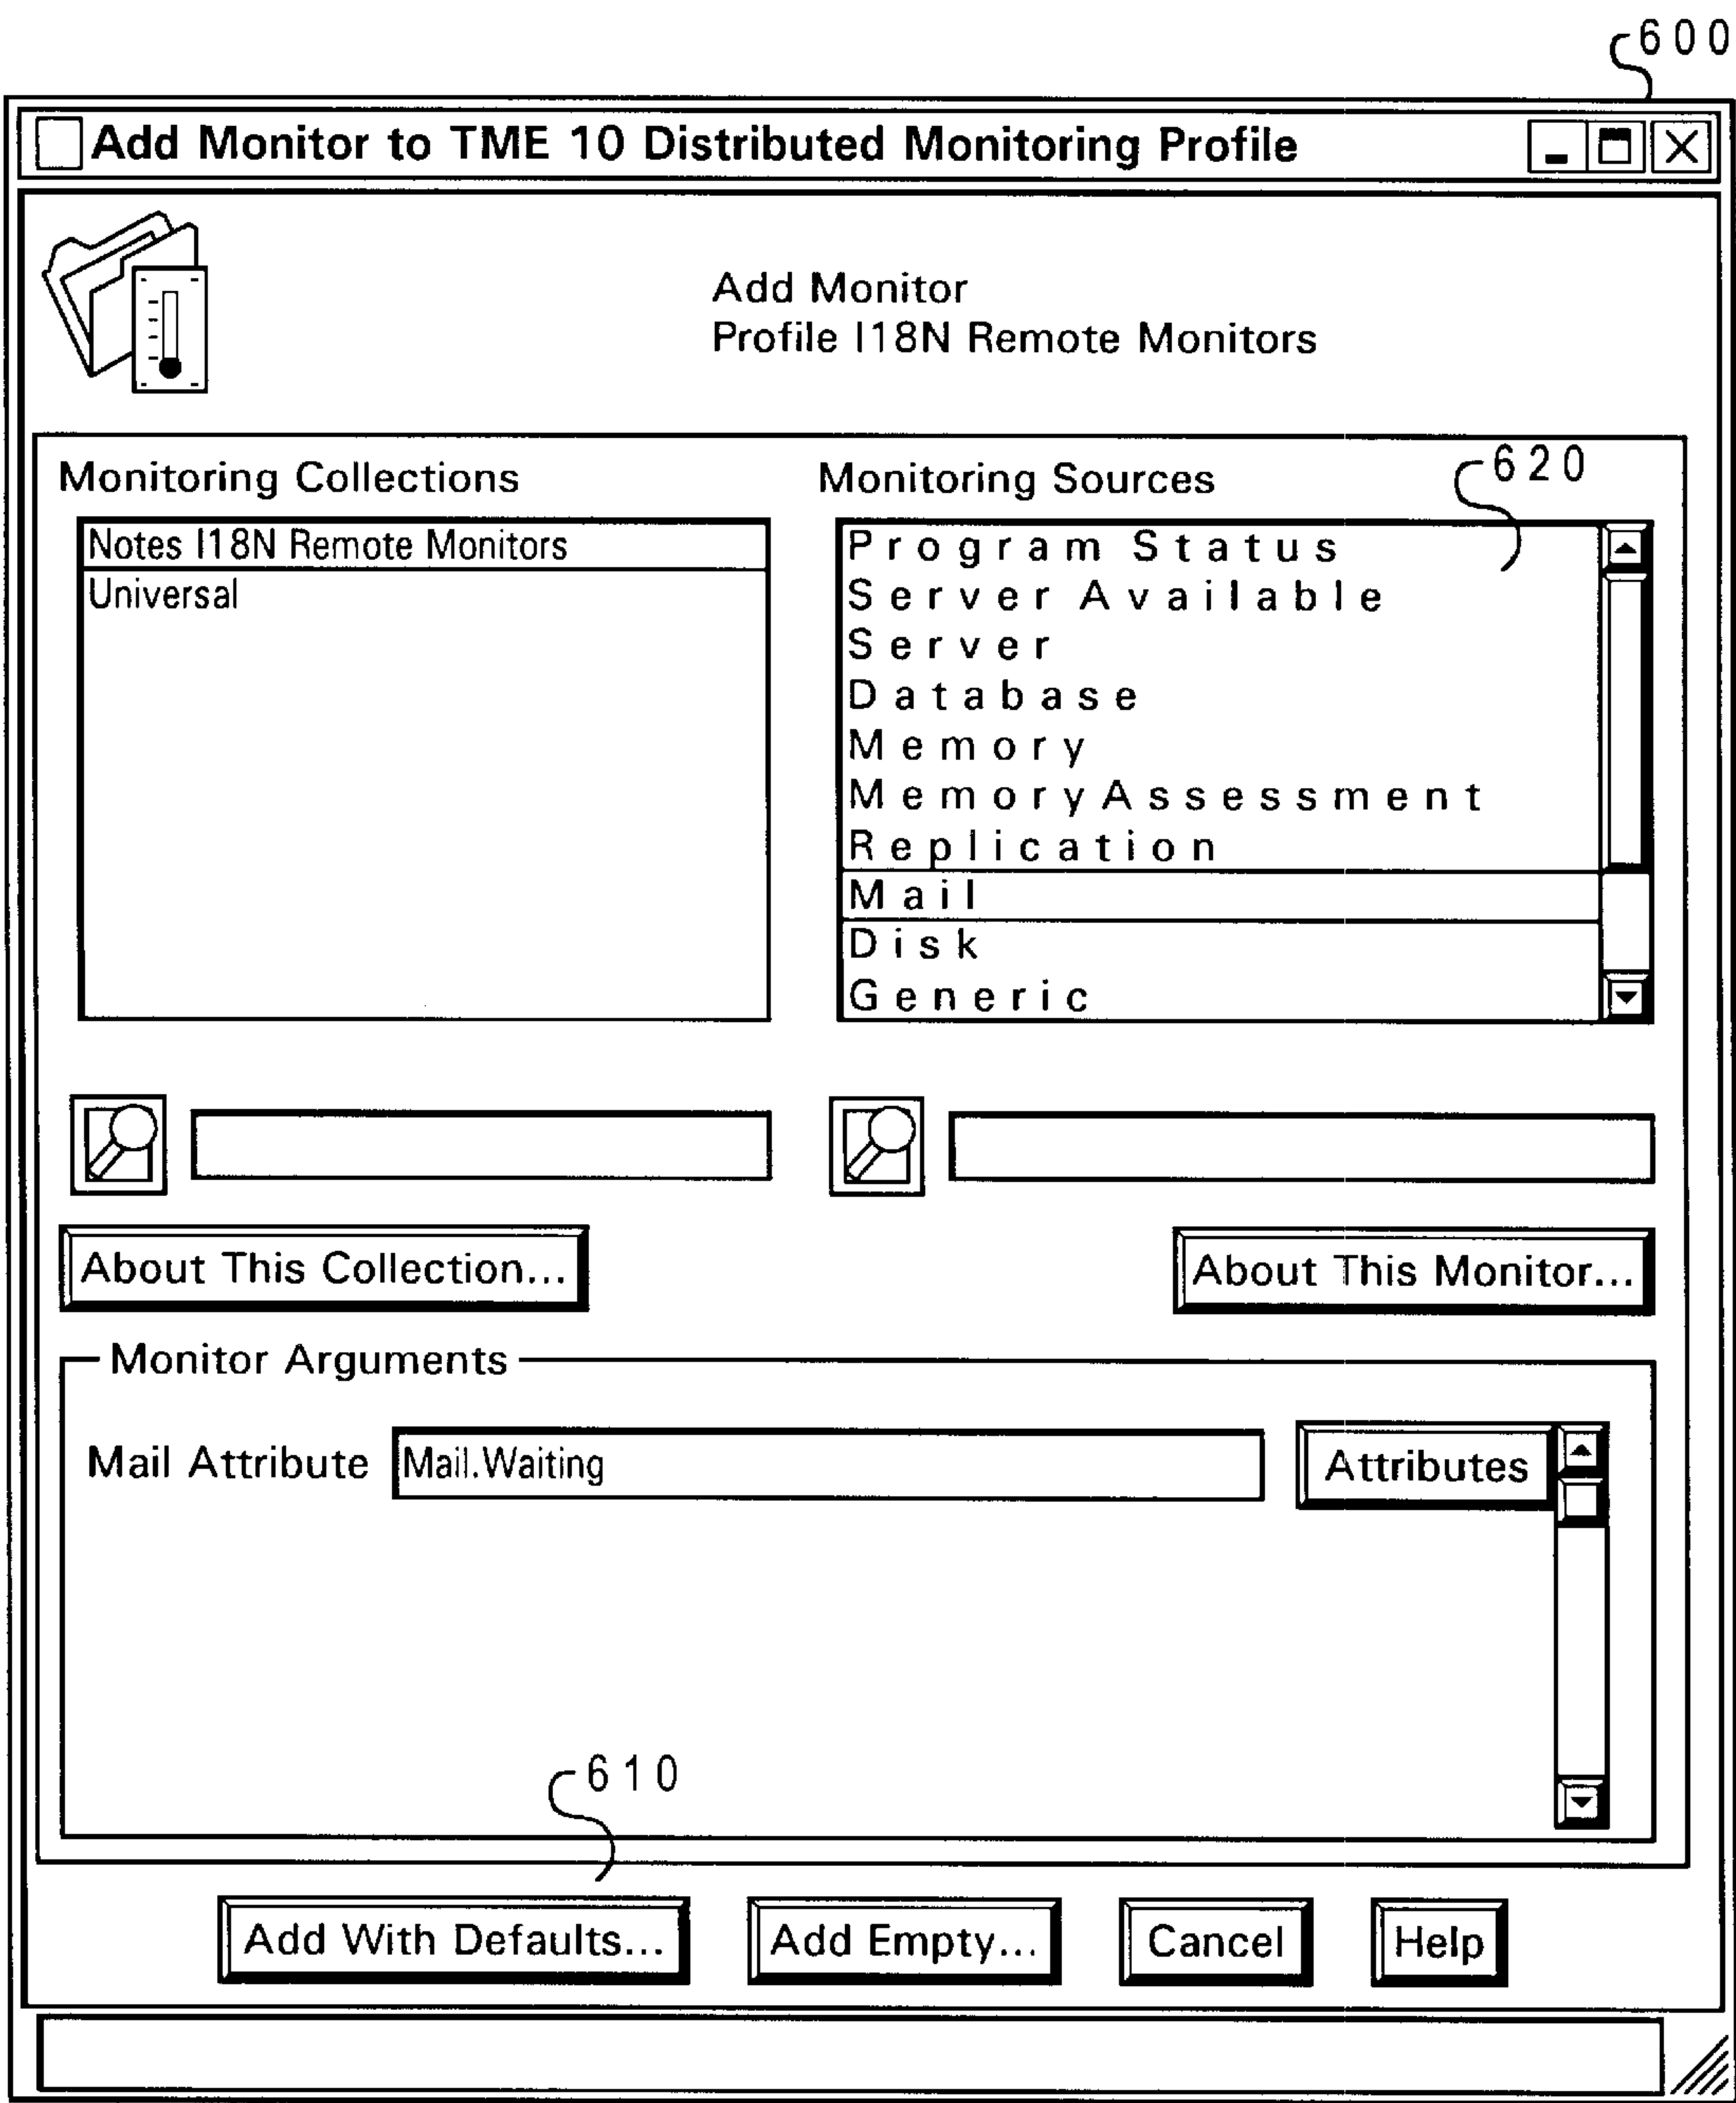 600
Add Monitor to TME 10 Distributed Monitoring Profile
Add Monitor
Profile I18N Remote Monitors
Monitoring Collections
Notes I18N Remote Monitors
Universal
Monitoring Sources
620
Program Status
Server Available
Server
Database
Memory
MemoryAssessment
Replication
Mail
Disk
Generic
About This Collection...
About This Monitor...
Monitor Arguments
Mail Attribute
Mail.Waiting
Attributes
610
Add With Defaults...
Add Empty...
Cancel
Help